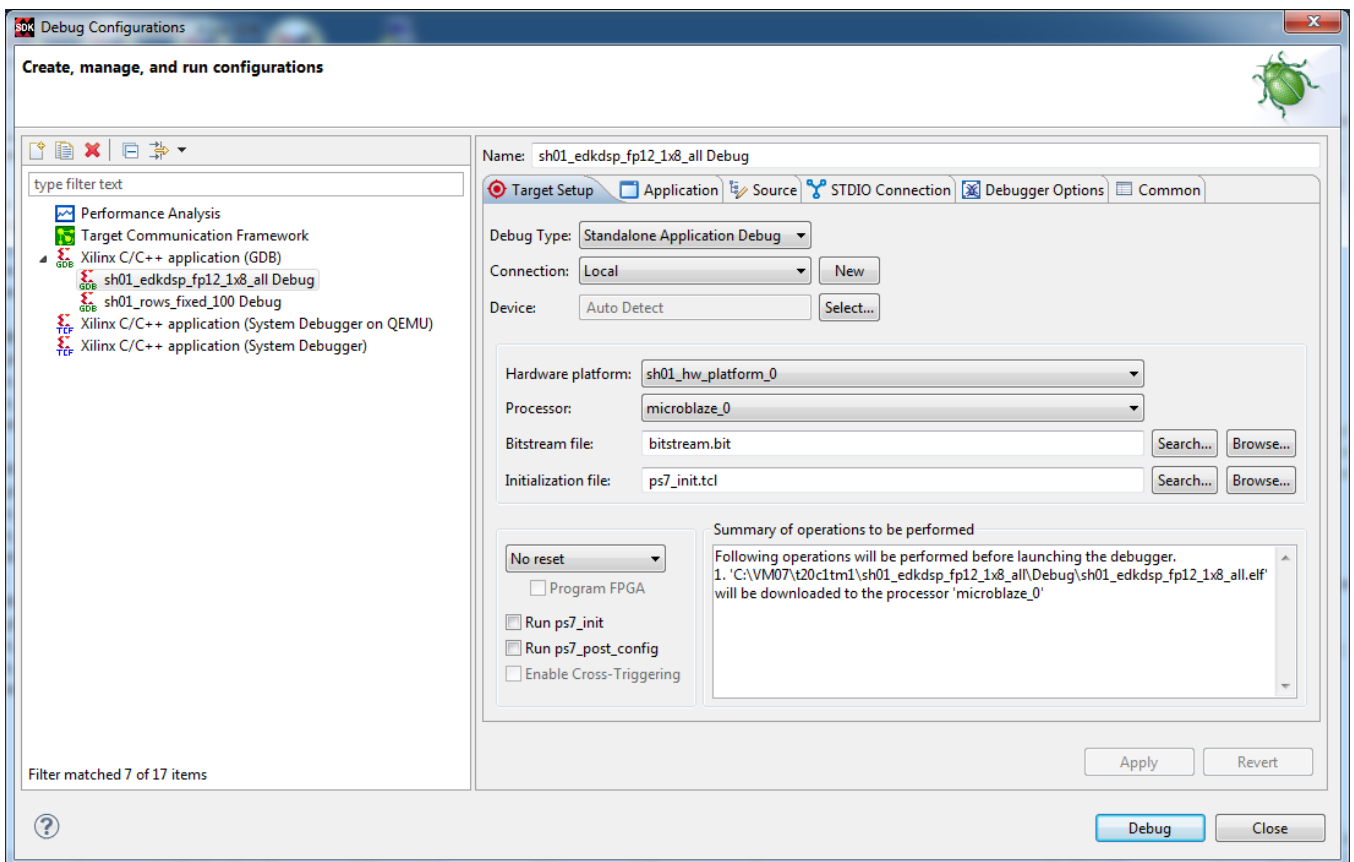 SDK Debug Configurations
Create, manage, and run configurations
type filter text
Performance Analysis
Target Communication Framework
GDB Xilinx C/C++ application (GDB)
GDB sh01_edkdsp_fp12_1x8_all Debug
GDB sh01_rows_fixed_100 Debug
TCF Xilinx C/C++ application (System Debugger on QEMU)
TCF Xilinx C/C++ application (System Debugger)
Filter matched 7 of 17 items
Name: sh01_edkdsp_fp12_1x8_all Debug
Target Setup Application Source STDIO Connection Debugger Options Common
Debug Type: Standalone Application Debug
Connection: Local New
Device: Auto Detect Select...
Hardware platform: sh01_hw_platform_0
Processor: microblaze_0
Bitstream file: bitstream.bit Search... Browse...
Initialization file: ps7_init.tcl Search... Browse...
No reset
Program FPGA
Run ps7_init
Run ps7_post_config
Enable Cross-Triggering
Summary of operations to be performed
Following operations will be performed before launching the debugger.
1. 'C:\VM07\t20c1tm1\sh01_edkdsp_fp12_1x8_all\Debug\sh01_edkdsp_fp12_1x8_all.elf'
will be downloaded to the processor 'microblaze_0'
Apply Revert
? Debug Close